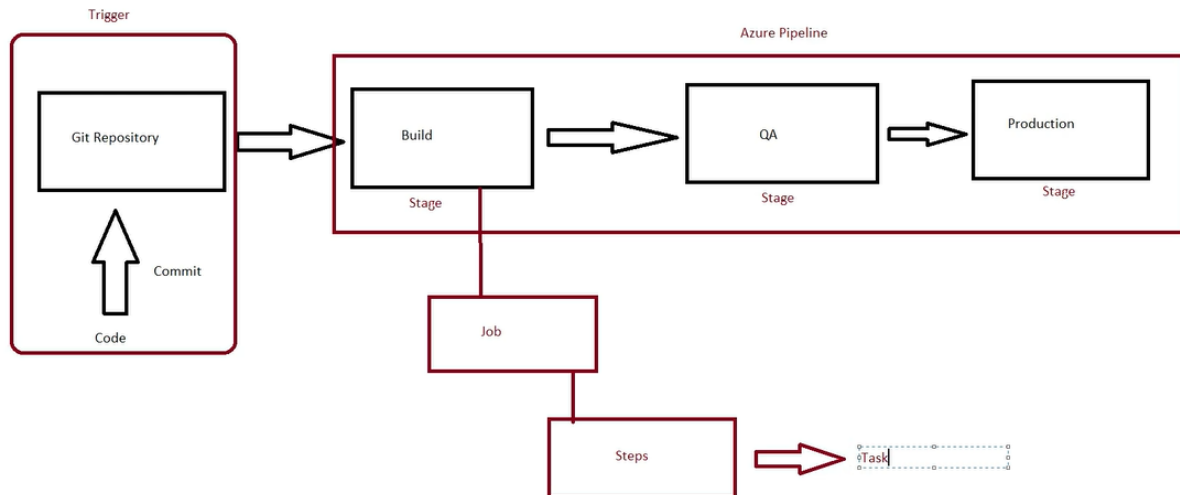 Trigger
Azure Pipeline
Git Repository
Build
QA
Production
Stage
Stage
Stage
Commit
Code
Job
Steps
Task